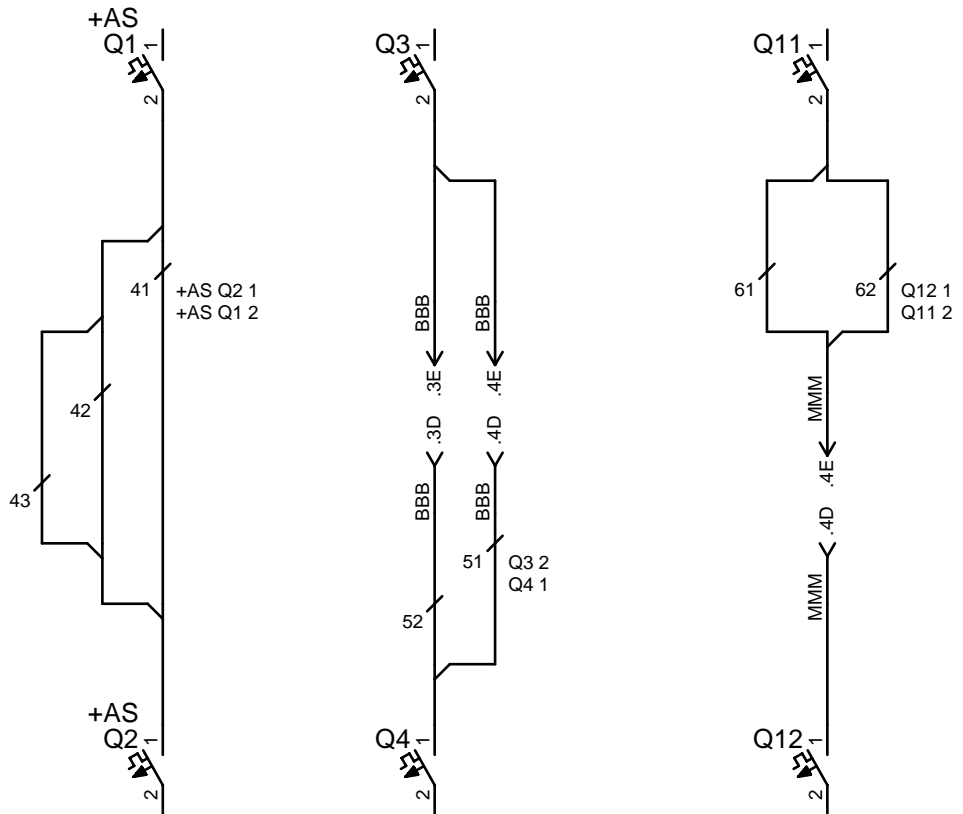 +AS
Q1 1
2
41 +AS Q2 1
+AS Q1 2
42
43
+AS
Q2 1
2
Q3 1
2
BBB BBB
.3E .4E
.3D .4D
BBB BBB
51 Q3 2
Q4 1
52
Q4 1
2
Q11 1
2
61 62 Q12 1
Q11 2
MMM
.4E
.4D
MMM
Q12 1
2